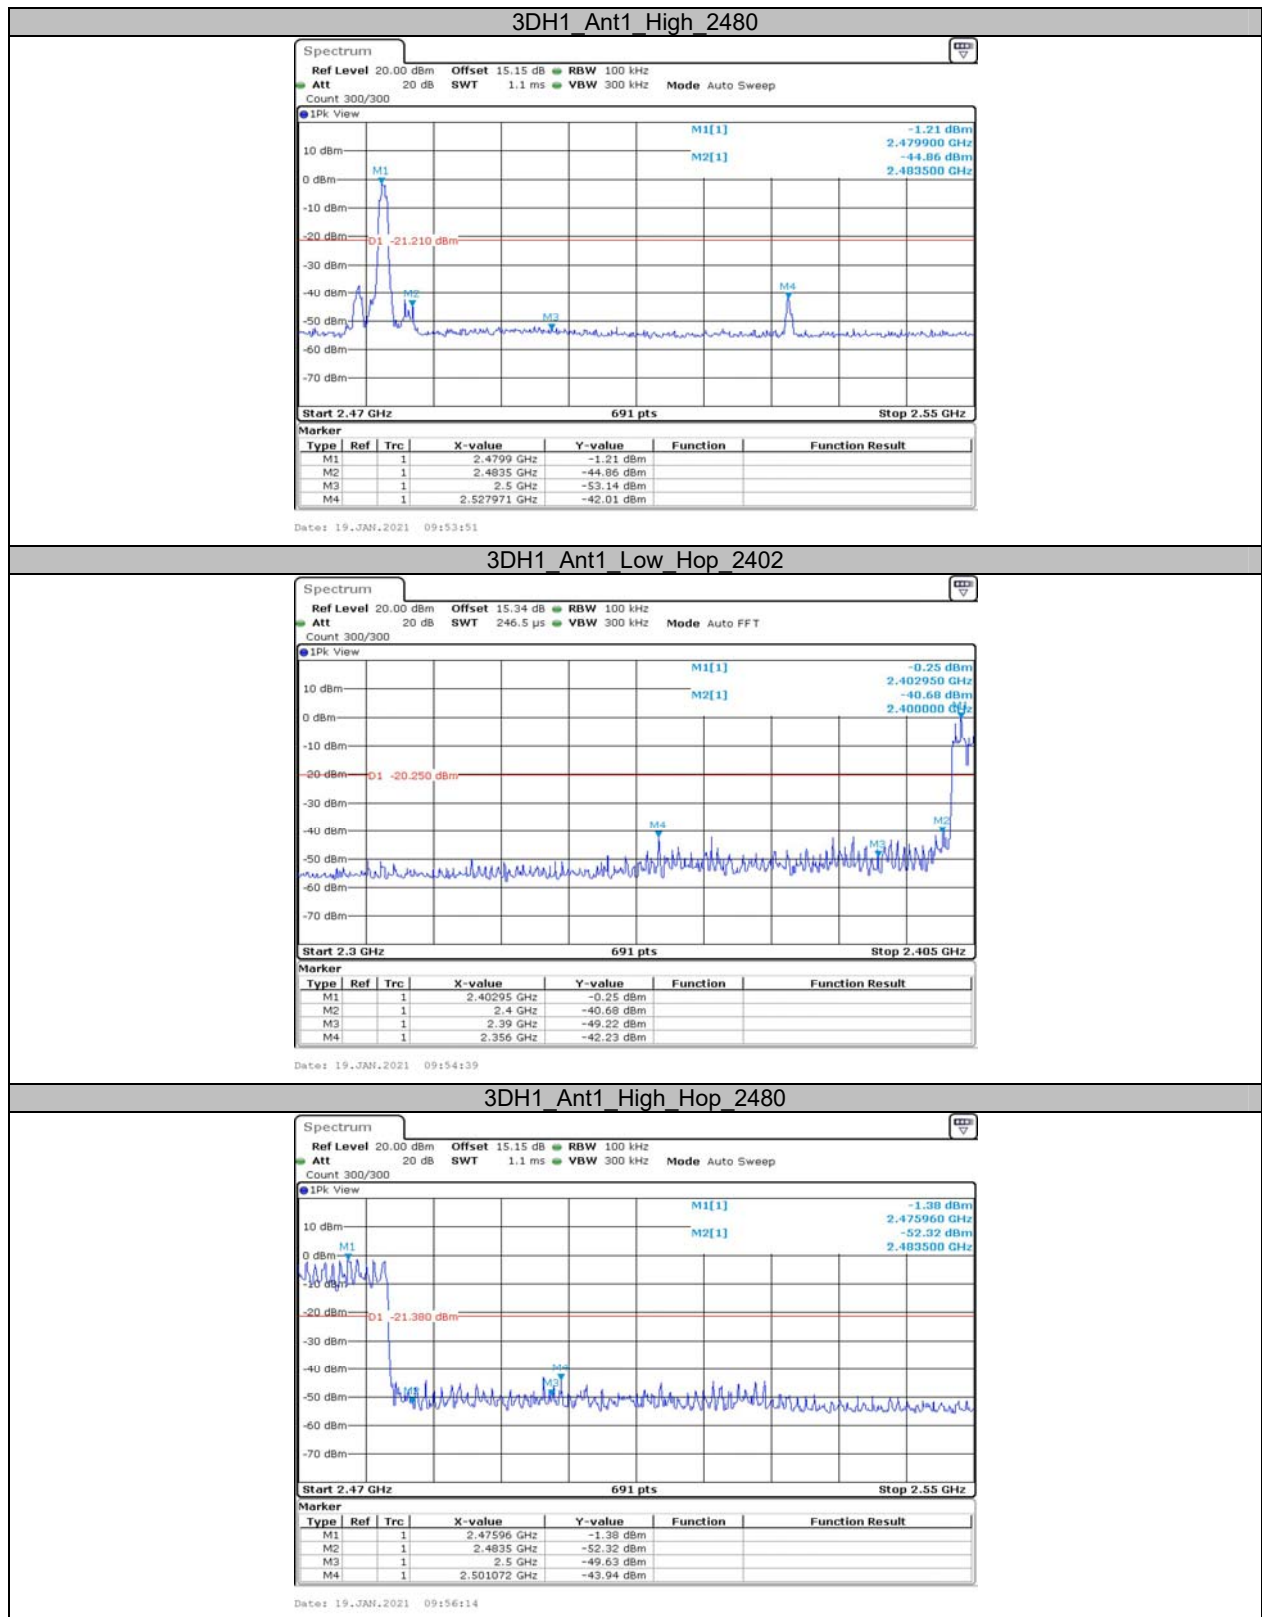 3DH1_Ant1_High_2480
Spectrum
Ref Level 20.00 dBm Offset 15.15 dB RBW 100 kHz
Att 20 dB SWT 1.1 ms VBW 300 kHz Mode Auto Sweep
Count 300/300
1Pk View
M1[1] -1.21 dBm
2.479900 GHz
M2[1] -44.86 dBm
2.483500 GHz
10 dBm
M1
0 dBm
-10 dBm
-20 dBm
D1 -21.210 dBm
-30 dBm
M4
-40 dBm
M2
-50 dBm
M3
-60 dBm
-70 dBm
Start 2.47 GHz 691 pts Stop 2.55 GHz
Marker
Type Ref Trc X-value Y-value Function Function Result
M1 1 2.4799 GHz -1.21 dBm
M2 1 2.4835 GHz -44.86 dBm
M3 1 2.5 GHz -53.14 dBm
M4 1 2.527971 GHz -42.01 dBm
Date: 19.JAN.2021 09:53:51
3DH1_Ant1_Low_Hop_2402
Spectrum
Ref Level 20.00 dBm Offset 15.34 dB RBW 100 kHz
Att 20 dB SWT 246.5 µs VBW 300 kHz Mode Auto FFT
Count 300/300
1Pk View
M1[1] -0.25 dBm
2.402950 GHz
M2[1] -40.68 dBm
2.400000 GHz
10 dBm
M1
0 dBm
-10 dBm
-20 dBm
D1 -20.250 dBm
-30 dBm
M4
M2
-40 dBm
M3
-50 dBm
-60 dBm
-70 dBm
Start 2.3 GHz 691 pts Stop 2.405 GHz
Marker
Type Ref Trc X-value Y-value Function Function Result
M1 1 2.40295 GHz -0.25 dBm
M2 1 2.4 GHz -40.68 dBm
M3 1 2.39 GHz -49.22 dBm
M4 1 2.356 GHz -42.23 dBm
Date: 19.JAN.2021 09:54:39
3DH1_Ant1_High_Hop_2480
Spectrum
Ref Level 20.00 dBm Offset 15.15 dB RBW 100 kHz
Att 20 dB SWT 1.1 ms VBW 300 kHz Mode Auto Sweep
Count 300/300
1Pk View
M1[1] -1.38 dBm
2.475960 GHz
M2[1] -52.32 dBm
2.483500 GHz
10 dBm
M1
0 dBm
-10 dBm
-20 dBm
D1 -21.380 dBm
-30 dBm
-40 dBm
M4
M3
M2
-50 dBm
-60 dBm
-70 dBm
Start 2.47 GHz 691 pts Stop 2.55 GHz
Marker
Type Ref Trc X-value Y-value Function Function Result
M1 1 2.47596 GHz -1.38 dBm
M2 1 2.4835 GHz -52.32 dBm
M3 1 2.5 GHz -49.63 dBm
M4 1 2.501072 GHz -43.94 dBm
Date: 19.JAN.2021 09:56:14